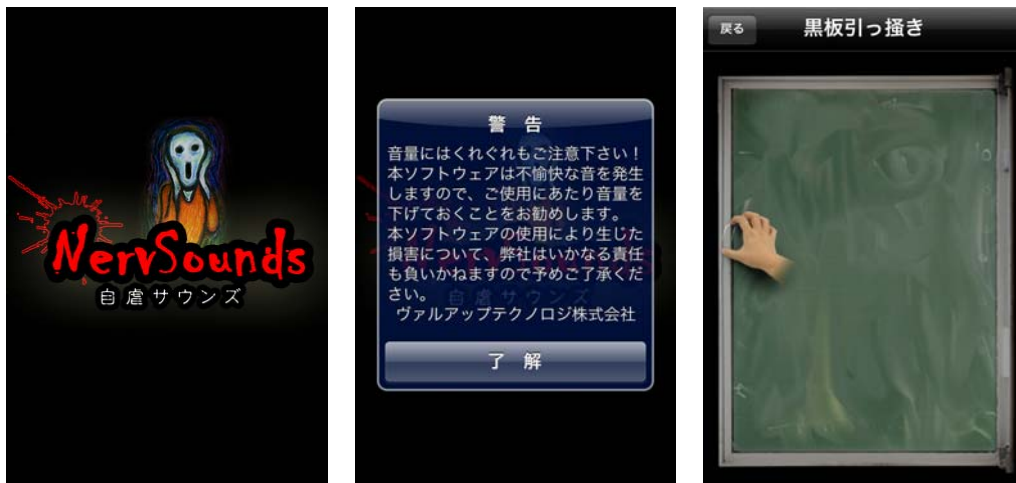 NervSounds
自虐サウンズ
警 告
音量にはくれぐれもご注意下さい！
本ソフトウェアは不愉快な音を発生
しますので、ご使用にあたり音量を
下げておくことをお勧めします。
本ソフトウェアの使用により生じた
損害について、弊社はいかなる責任
も負いかねますので予めご了承くだ
さい。
ヴァルアップテクノロジ株式会社
自虐サウンズ
了 解
戻る
黒板引っ掻き